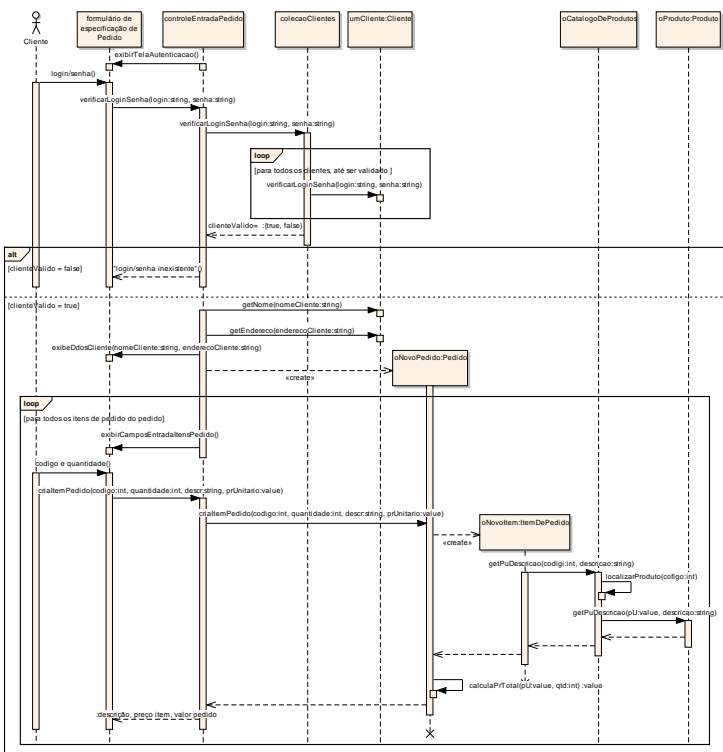 Cliente
formulário de
especificação de
Pedido
controleEntradaPedido
colecaoClientes
umCliente:Cliente
oCatalogoDeProdutos
oProduto:Produto
exibirTelaAutenticacao()
login/senha()
verificarLoginSenha(login:string, senha:string)
verificarLoginSenha(login:string, senha:string)
loop
[para todos os clientes, até ser validado ]
verificarLoginSenha(login:string, senha:string)
clienteValido= :(true, false)
alt
[clienteValido = false]
"login/senha inexistente"()
[clienteValido = true]
getNome(nomeCliente:string)
getEndereco(enderecoCliente:string)
exibeDdosCliente(nomeCliente:string, enderecoCliente:string)
oNovoPedido:Pedido
«create»
loop
[para todos os itens de pedido do pedido]
exibirCamposEntradaItensPedido()
codigo e quantidade()
criaItemPedido(codigo:int, quantidade:int, descr:string, prUnitario:value)
criaItemPedido(codigo:int, quantidade:int, descr:string, prUnitario:value)
oNovoItem:ItemDePedido
«create»
getPuDescricao(codigi:int, descricao:string)
localizarProduto(cofigo:int)
getPuDescricao(pU:value, descricao:string)
calculaPrTotal(pU:value, qtd:int) :value
:descrição, preco item, valor pedido